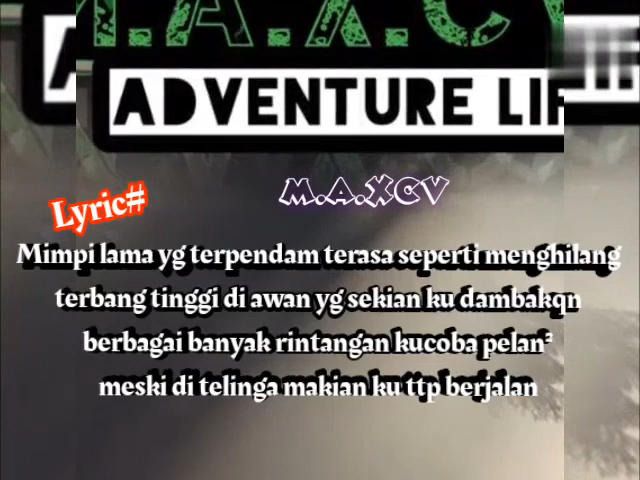 M.A.X.C
ADVENTURE LIF
M.A.XCV
Lyric#
Mimpi lama yg terpendam terasa seperti menghilang
terbang tinggi di awan yg sekian ku dambakqn
berbagai banyak rintangan kucoba pelan²
meski di telinga makian ku ttp berjalan